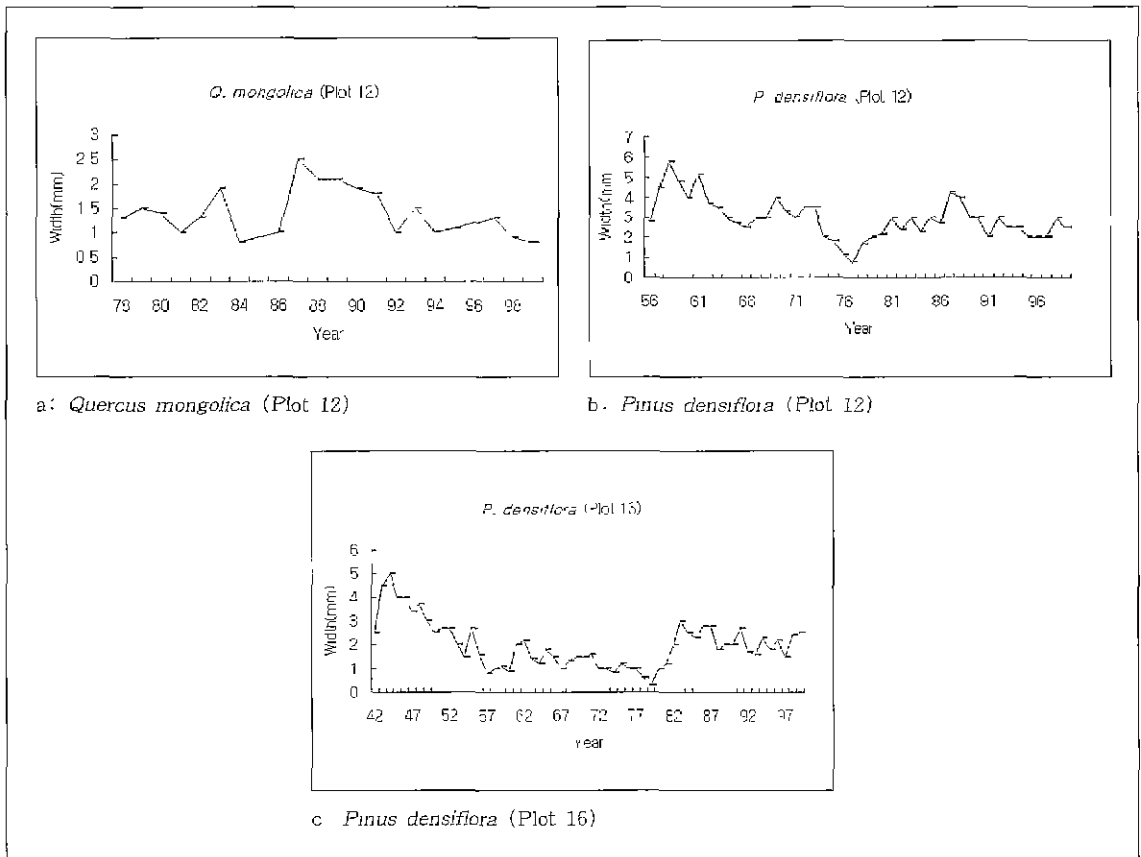 Q. mongolica (Plot 12)
Width(mm)
3
2 5
2
1 5
1
0 5
0
78 80 82 84 86 88 90 92 94 96 98
Year
a: Quercus mongolica (Plot 12)
P densiflora (Plot 12)
Width(mm
7
6
5
4
3
2
1
0
56 61 66 71 76 81 86 91 96
Year
b. Pinus densiflora (Plot 12)
P. densiflora (Plot 16)
Width(mm)
6
5
4
3
2
1
0
42 47 52 57 62 67 72 77 82 87 92 97
year
c Pinus densiflora (Plot 16)